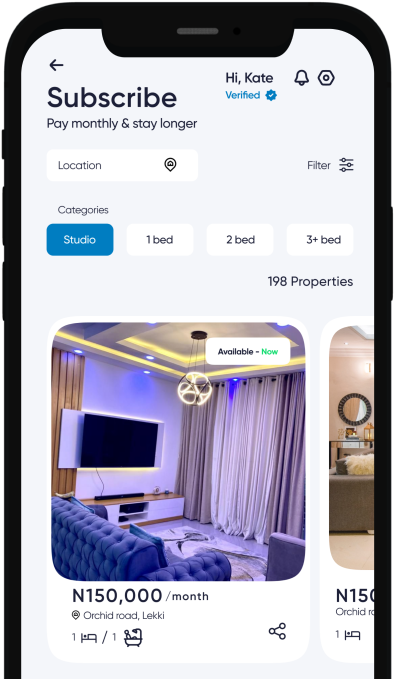 Hi, Kate
Verified
Subscribe
Pay monthly & stay longer
Location
Filter
Categories
Studio
1 bed
2 bed
3+ bed
198 Properties
Available - Now
N150,000 /month
Orchid road, Lekki
1 / 1
N150
Orchid
1